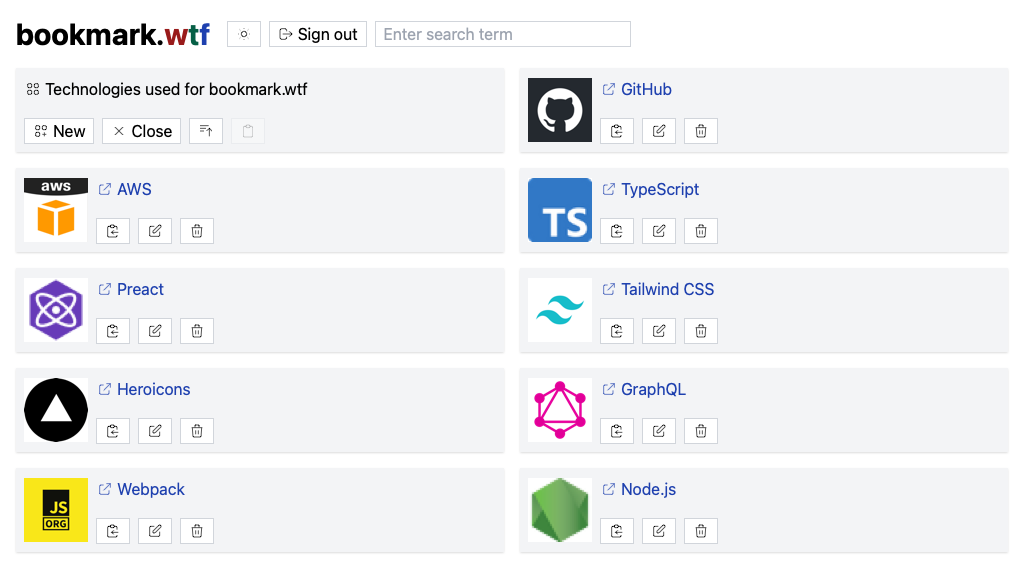 bookmark.wtf
Sign out
Enter search term
Technologies used for bookmark.wtf
New
Close
GitHub
aws
AWS
TS
TypeScript
Preact
Tailwind CSS
Heroicons
GraphQL
JS
ORG
Webpack
Node.js